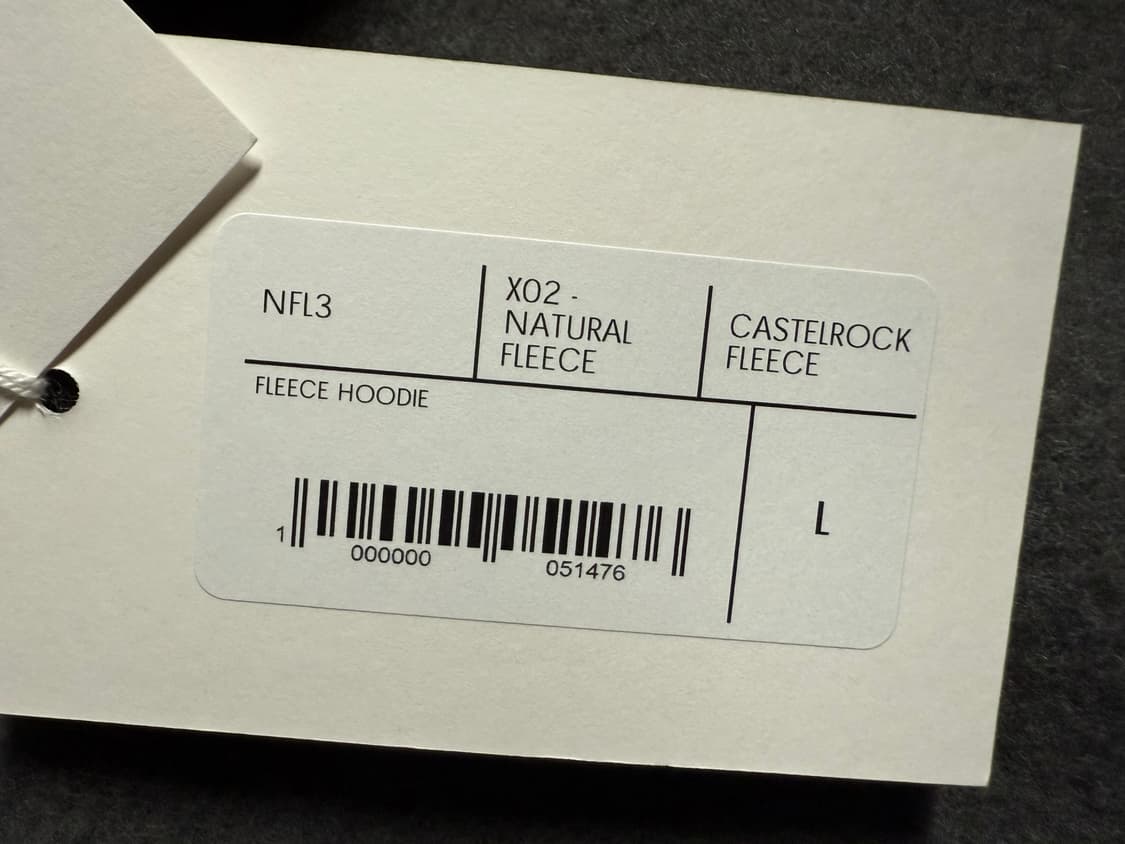 NFL3
X02 -
NATURAL
FLEECE
CASTELROCK
FLEECE
FLEECE HOODIE
L
1 000000 051476